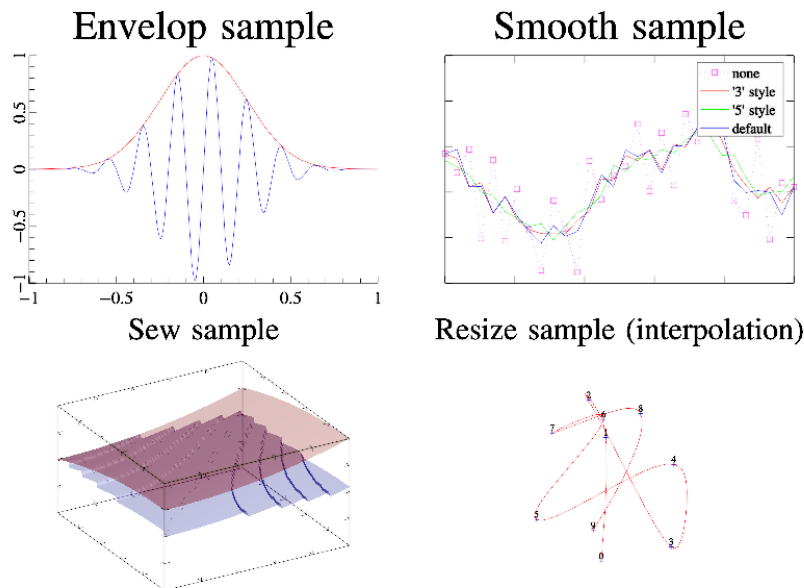 Envelop sample
Smooth sample
1
0.5
0
−0.5
−1
−1
−0.5
0
0.5
1
none
'3' style
'5' style
default
Sew sample
Resize sample (interpolation)
8
7
6
1
4
5
9
3
0